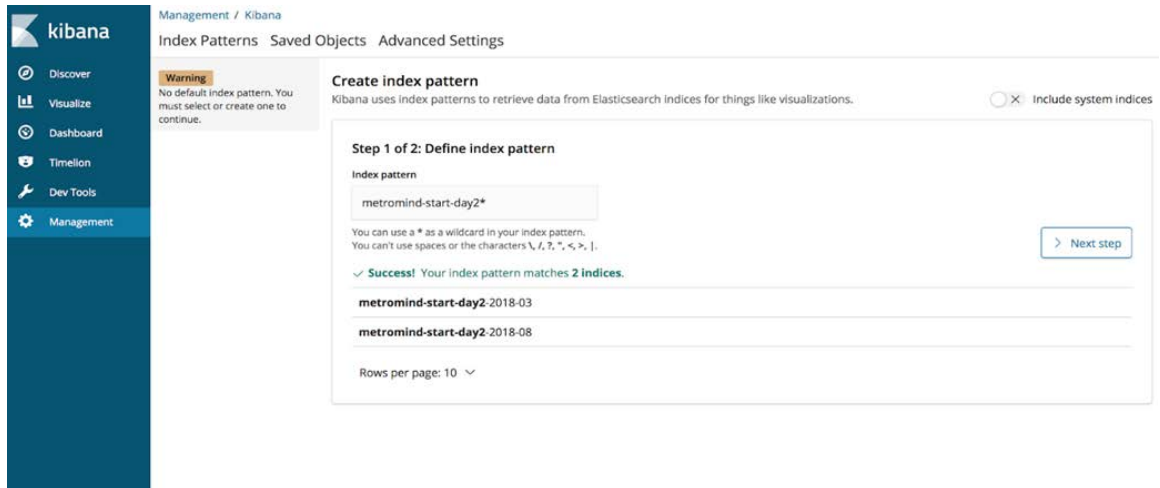 kibana
Discover
Visualize
Dashboard
Timelion
Dev Tools
Management
Management / Kibana
Index Patterns Saved Objects Advanced Settings
Warning
No default index pattern. You
must select or create one to
continue.
Create index pattern
Kibana uses index patterns to retrieve data from Elasticsearch indices for things like visualizations.
Include system indices
Step 1 of 2: Define index pattern
Index pattern
metromind-start-day2*
You can use a * as a wildcard in your index pattern.
You can't use spaces or the characters \, /, ?, ", <, >, |.
Next step
Success! Your index pattern matches 2 indices.
metromind-start-day2-2018-03
metromind-start-day2-2018-08
Rows per page: 10